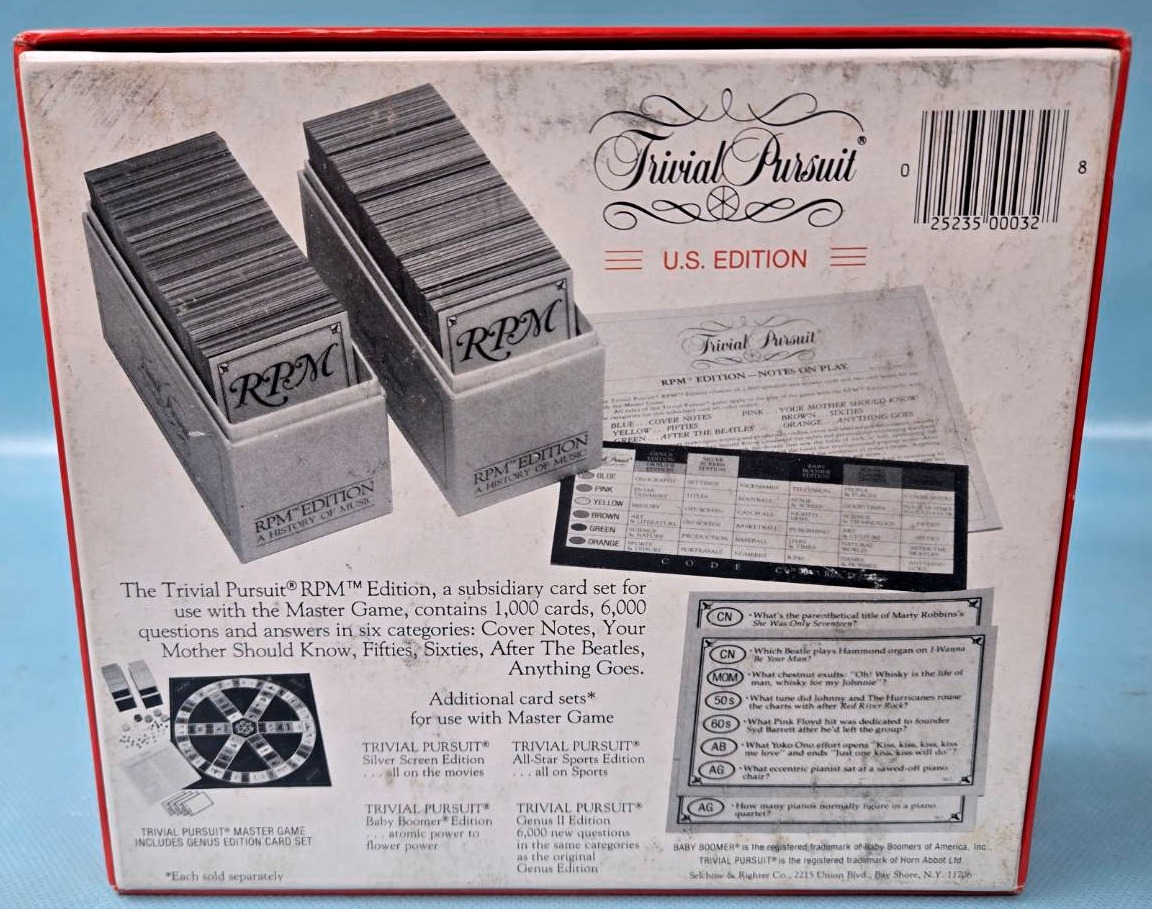 Trivial Pursuit®
U.S. EDITION
0 25235 00032 8
RPM
RPM™ EDITION
A HISTORY OF MUSIC
RPM
RPM™ EDITION
A HISTORY OF MUSIC
Trivial Pursuit
RPM™ EDITION—NOTES ON PLAY
BLUE COVER NOTES
YELLOW FIFTIES
GREEN AFTER THE BEATLES
PINK YOUR MOTHER SHOULD KNOW
BROWN SIXTIES
ORANGE ANYTHING GOES
BLUE
PINK
YELLOW
BROWN
GREEN
ORANGE
CODE
The Trivial Pursuit® RPM™ Edition, a subsidiary card set for
use with the Master Game, contains 1,000 cards, 6,000
questions and answers in six categories: Cover Notes, Your
Mother Should Know, Fifties, Sixties, After The Beatles,
Anything Goes.
Additional card sets*
for use with Master Game
TRIVIAL PURSUIT®
Silver Screen Edition
. . . all on the movies
TRIVIAL PURSUIT®
All-Star Sports Edition
. . . all on Sports
TRIVIAL PURSUIT®
Baby Boomer® Edition
. . . atomic power to
flower power
TRIVIAL PURSUIT®
Genus II Edition
6,000 new questions
in the same categories
as the original
Genus Edition
TRIVIAL PURSUIT® MASTER GAME
INCLUDES GENUS EDITION CARD SET
*Each sold separately
CN • What's the parenthetical title of Marty Robbins's
She Was Only Seventeen?
CN • Which Beatle plays Hammond organ on I Wanna
Be Your Man?
MOM • What chestnut exults: "Oh! Whisky is the life of
man, whisky for my Johnnie"?
50s • What tune did Johnny and The Hurricanes rouse
the charts with after Red River Rock?
60s • What Pink Floyd hit was dedicated to founder
Syd Barrett after he'd left the group?
AB • What Yoko Ono effort opens "Kiss, kiss, kiss, kiss
me love" and ends "Just one kiss, kiss will do"?
AG • What eccentric pianist sat at a sawed-off piano
chair?
AG • How many pianos normally figure in a piano
quartet?
BABY BOOMER® is the registered trademark of Baby Boomers of America, Inc.
TRIVIAL PURSUIT® is the registered trademark of Horn Abbot Ltd.
Selchow & Righter Co., 2215 Union Blvd., Bay Shore, N.Y. 11706